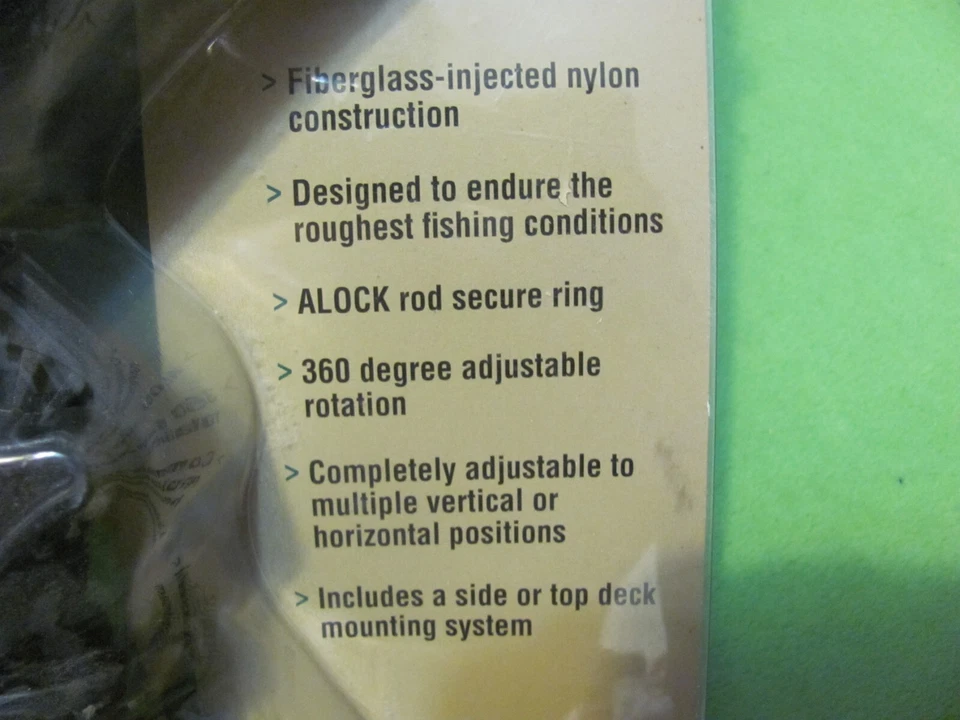 > Fiberglass-injected nylon
construction
> Designed to endure the
roughest fishing conditions
> ALOCK rod secure ring
> 360 degree adjustable
rotation
> Completely adjustable to
multiple vertical or
horizontal positions
> Includes a side or top deck
mounting system